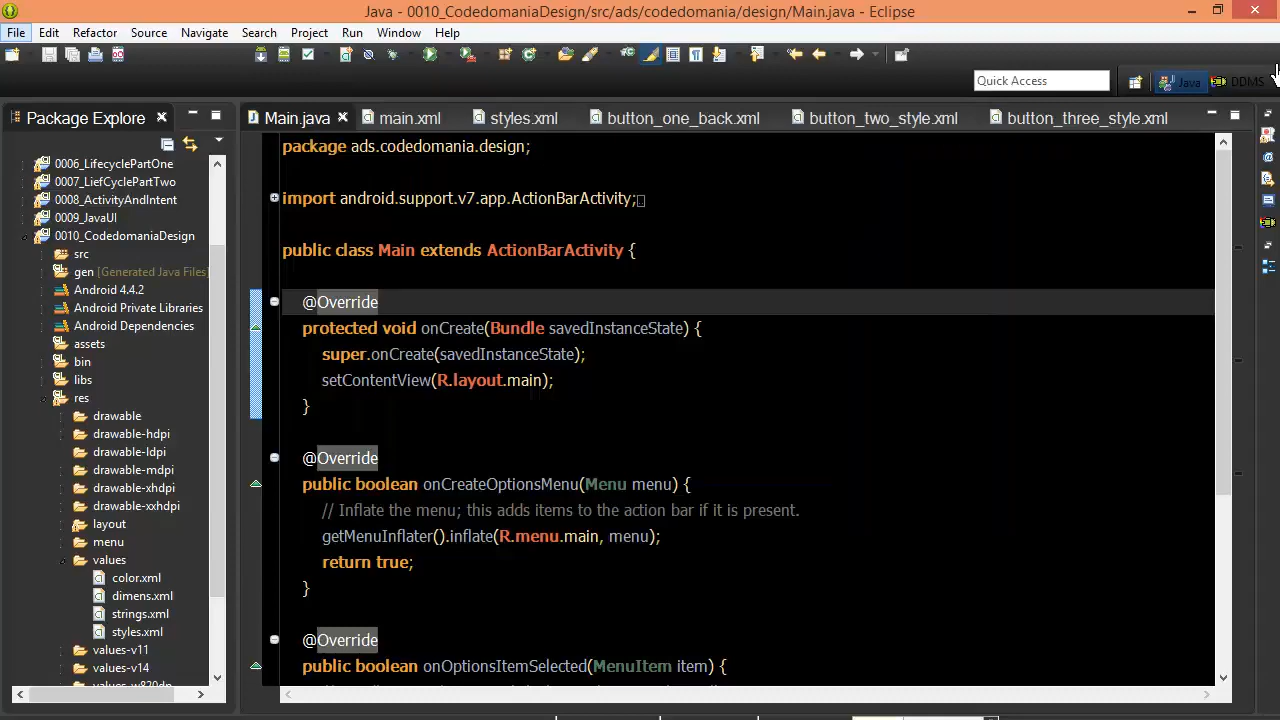 Java - 0010_CodedomaniaDesign/src/ads/codedomania/design/Main.java - Eclipse
File Edit Refactor Source Navigate Search Project Run Window Help
Quick Access
Java
DDMS
Package Explorer
Main.java
main.xml
styles.xml
button_one_back.xml
button_two_style.xml
button_three_style.xml
0006_LifecyclePartOne
0007_LiefCyclePartTwo
0008_ActivityAndIntent
0009_JavaUI
0010_CodedomaniaDesign
src
gen [Generated Java Files]
Android 4.4.2
Android Private Libraries
Android Dependencies
assets
bin
libs
res
drawable
drawable-hdpi
drawable-ldpi
drawable-mdpi
drawable-xhdpi
drawable-xxhdpi
layout
menu
values
color.xml
dimens.xml
strings.xml
styles.xml
values-v11
values-v14
values-w820dp
package ads.codedomania.design;
import android.support.v7.app.ActionBarActivity;
public class Main extends ActionBarActivity {
@Override
protected void onCreate(Bundle savedInstanceState) {
super.onCreate(savedInstanceState);
setContentView(R.layout.main);
}
@Override
public boolean onCreateOptionsMenu(Menu menu) {
// Inflate the menu; this adds items to the action bar if it is present.
getMenuInflater().inflate(R.menu.main, menu);
return true;
}
@Override
public boolean onOptionsItemSelected(MenuItem item) {